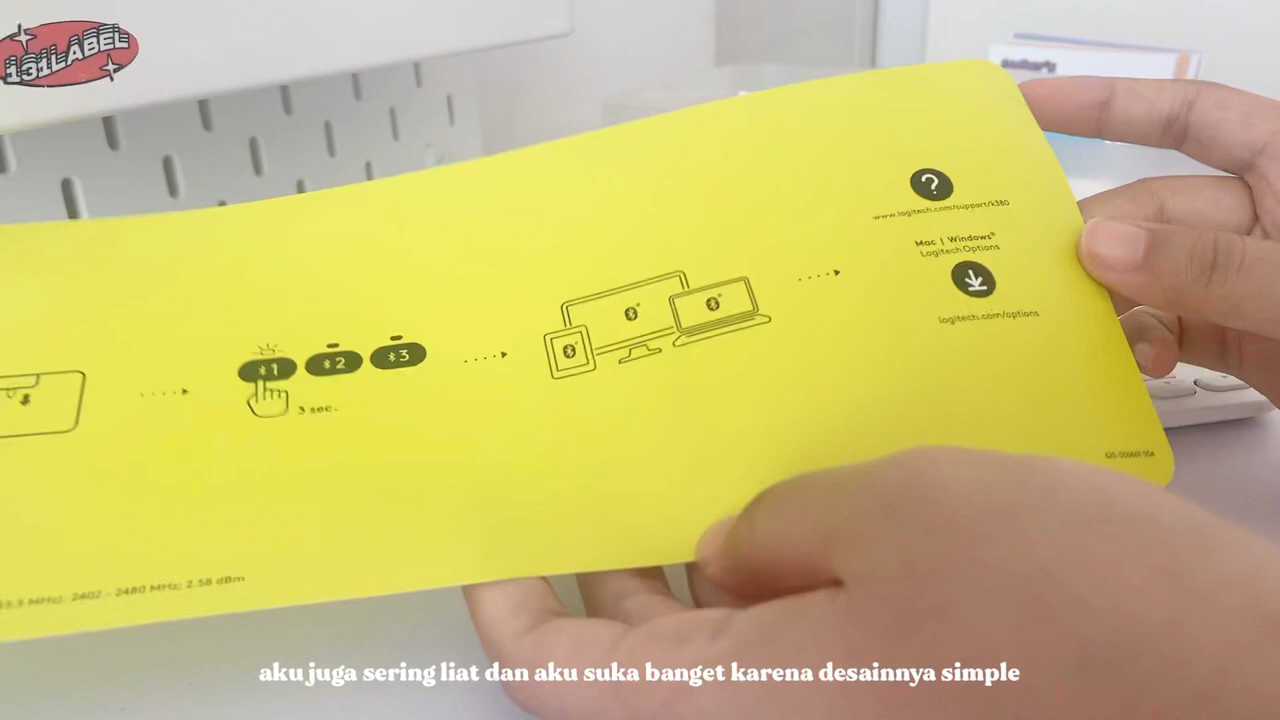 131LABEL
www.logitech.com/support/k380
Mac | Windows®
Logitech Options
logitech.com/options
1
2
3
3 sec.
2402 - 2480 MHz; 2.58 dBm
aku juga sering liat dan aku suka banget karena desainnya simple